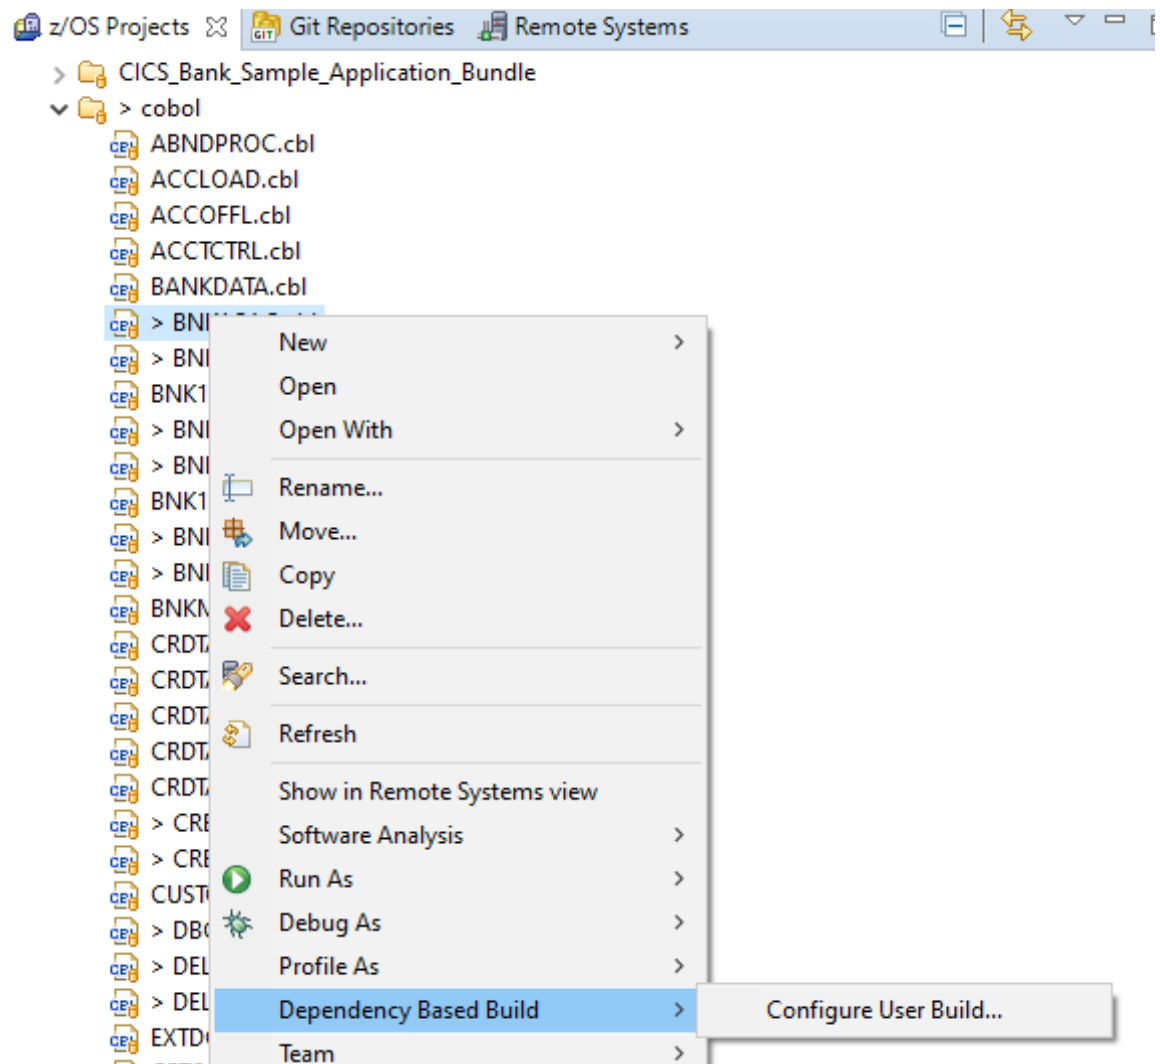 z/OS Projects Git Repositories Remote Systems
> CICS_Bank_Sample_Application_Bundle
> cobol
ABNDPROC.cbl
ACCLOAD.cbl
ACCOFFL.cbl
ACCTCTRL.cbl
BANKDATA.cbl
New
Open
Open With
Rename...
Move...
Copy
Delete...
Search...
Refresh
Show in Remote Systems view
Software Analysis
Run As
Debug As
Profile As
Dependency Based Build
Configure User Build...
Team